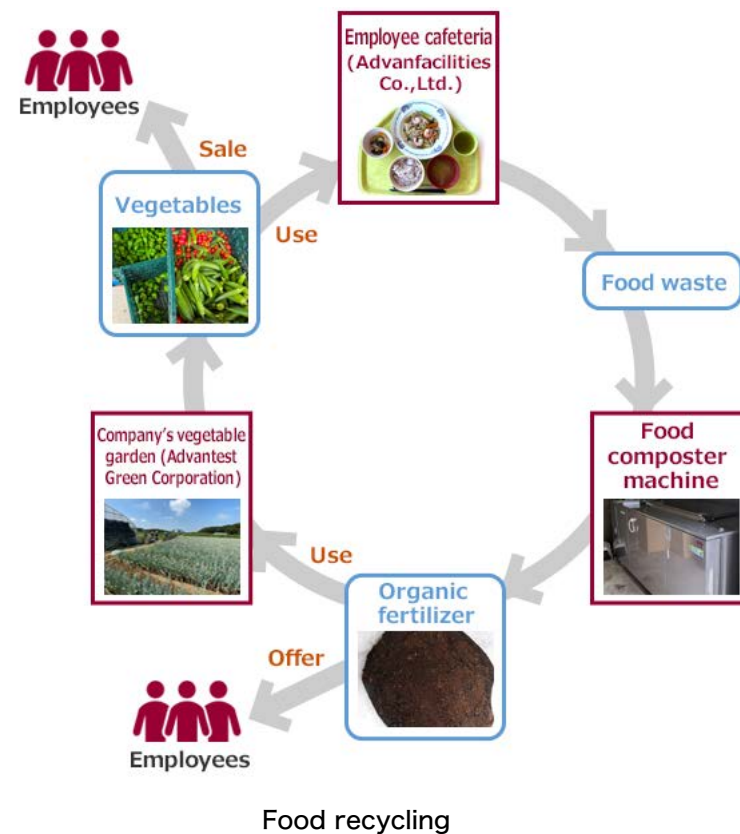 Employee cafeteria
(Advanfacilities
Co.,Ltd.)
Employees
Sale
Vegetables
Use
Food waste
Company's vegetable
garden (Advantest
Green Corporation)
Food
composter
machine
Use
Organic
fertilizer
Offer
Employees
Food recycling